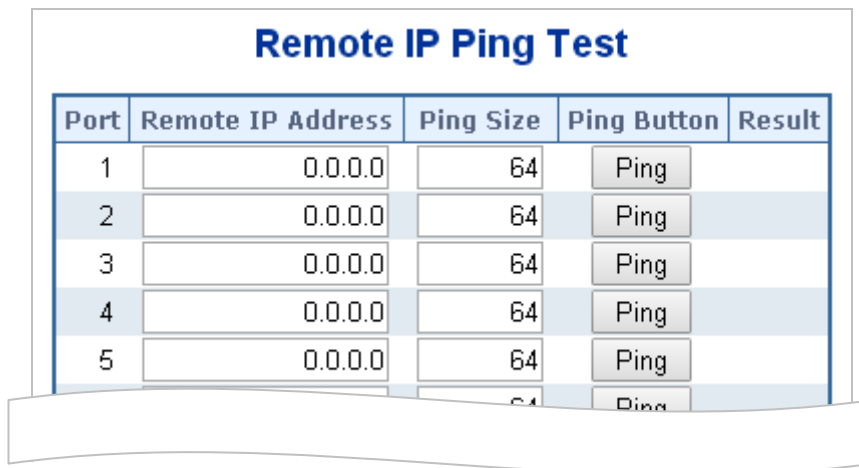 Remote IP Ping Test
Port Remote IP Address Ping Size Ping Button Result
1 0.0.0.0 64 Ping
2 0.0.0.0 64 Ping
3 0.0.0.0 64 Ping
4 0.0.0.0 64 Ping
5 0.0.0.0 64 Ping
64 Ping